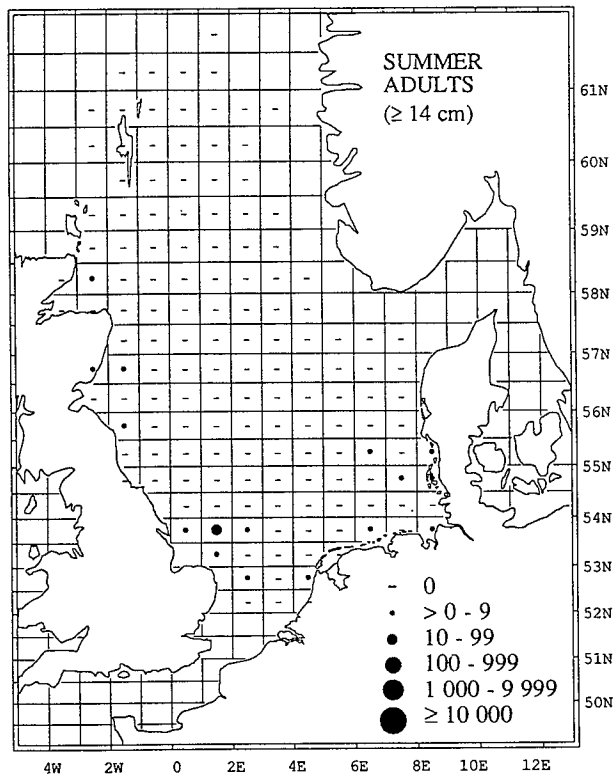 SUMMER
ADULTS
(≥ 14 cm)
61N
60N
59N
58N
57N
56N
55N
54N
53N
52N
51N
50N
- 0
• > 0 - 9
● 10 - 99
● 100 - 999
● 1 000 - 9 999
● ≥ 10 000
4W 2W 0 2E 4E 6E 8E 10E 12E